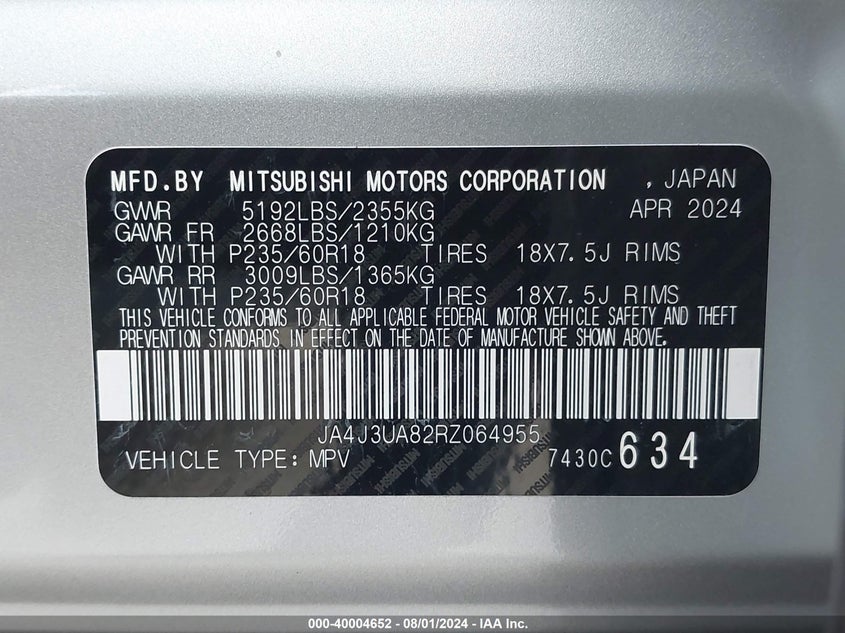 MFD.BY MITSUBISHI MOTORS CORPORATION , JAPAN
GVWR 5192LBS/2355KG APR 2024
GAWR FR 2668LBS/1210KG
WITH P235/60R18 TIRES 18X7.5J RIMS
GAWR RR 3009LBS/1365KG
WITH P235/60R18 TIRES 18X7.5J RIMS
THIS VEHICLE CONFORMS TO ALL APPLICABLE FEDERAL MOTOR VEHICLE SAFETY AND THEFT
PREVENTION STANDARDS IN EFFECT ON THE DATE OF MANUFACTURE SHOWN ABOVE.
JA4J3UA82RZ064955
VEHICLE TYPE: MPV 7430C 634
000-40004652 - 08/01/2024 - IAA Inc.